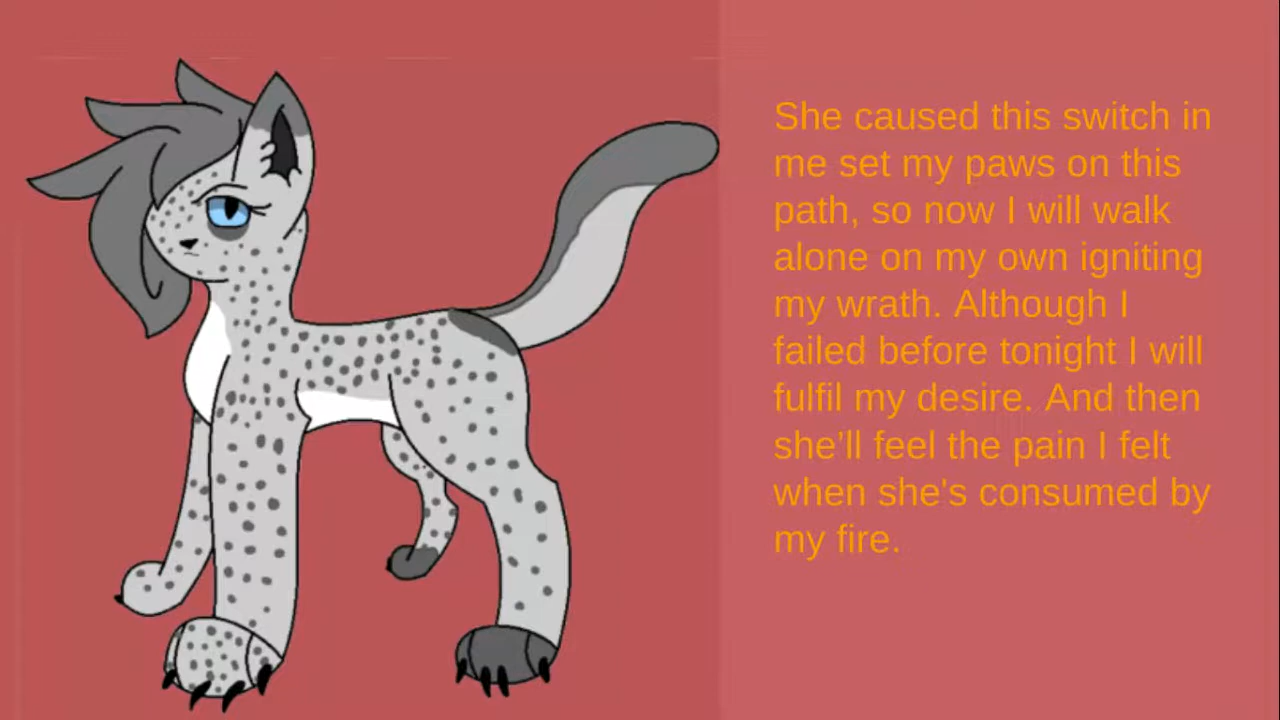 She caused this switch in
me set my paws on this
path, so now I will walk
alone on my own igniting
my wrath. Although I
failed before tonight I will
fulfil my desire. And then
she’ll feel the pain I felt
when she's consumed by
my fire.